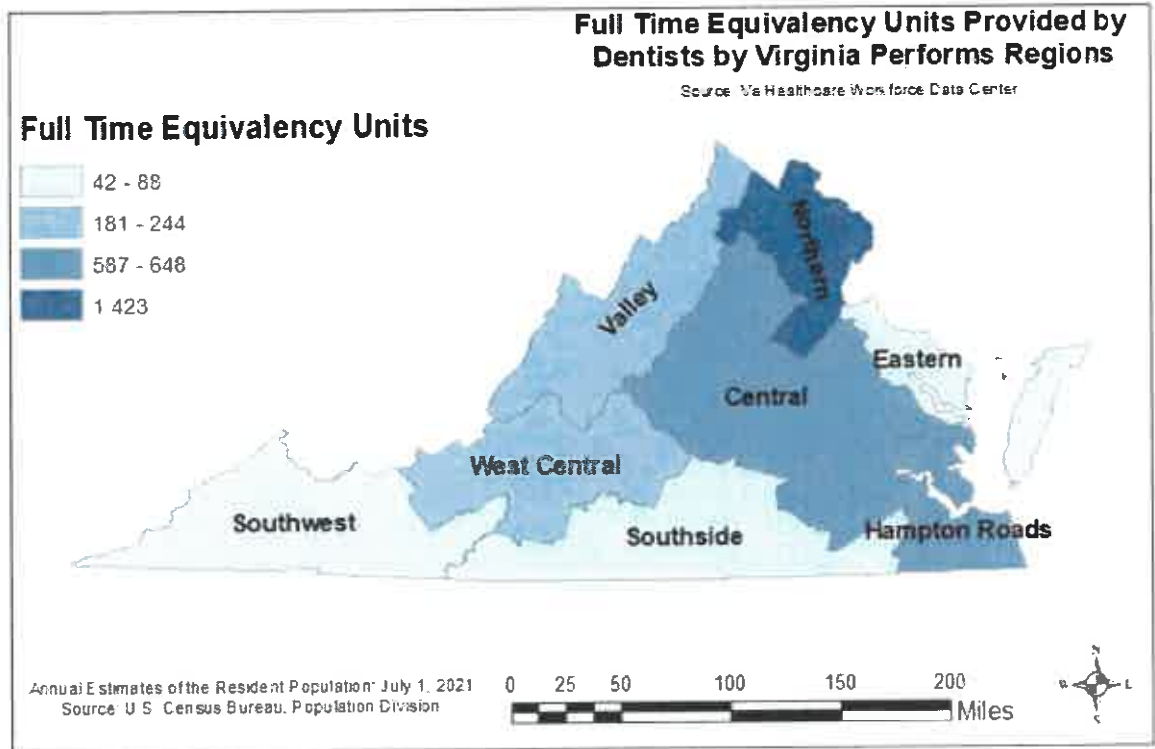 Full Time Equivalency Units Provided by
Dentists by Virginia Performs Regions
Source: Va Healthcare Work force Data Center
Full Time Equivalency Units
42 - 88
181 - 244
587 - 648
1 423
Northern
Valley
Eastern
Central
West Central
Southwest
Southside
Hampton Roads
Annual Estimates of the Resident Population: July 1, 2021
Source: U.S. Census Bureau, Population Division
0 25 50 100 150 200
Miles
N
S